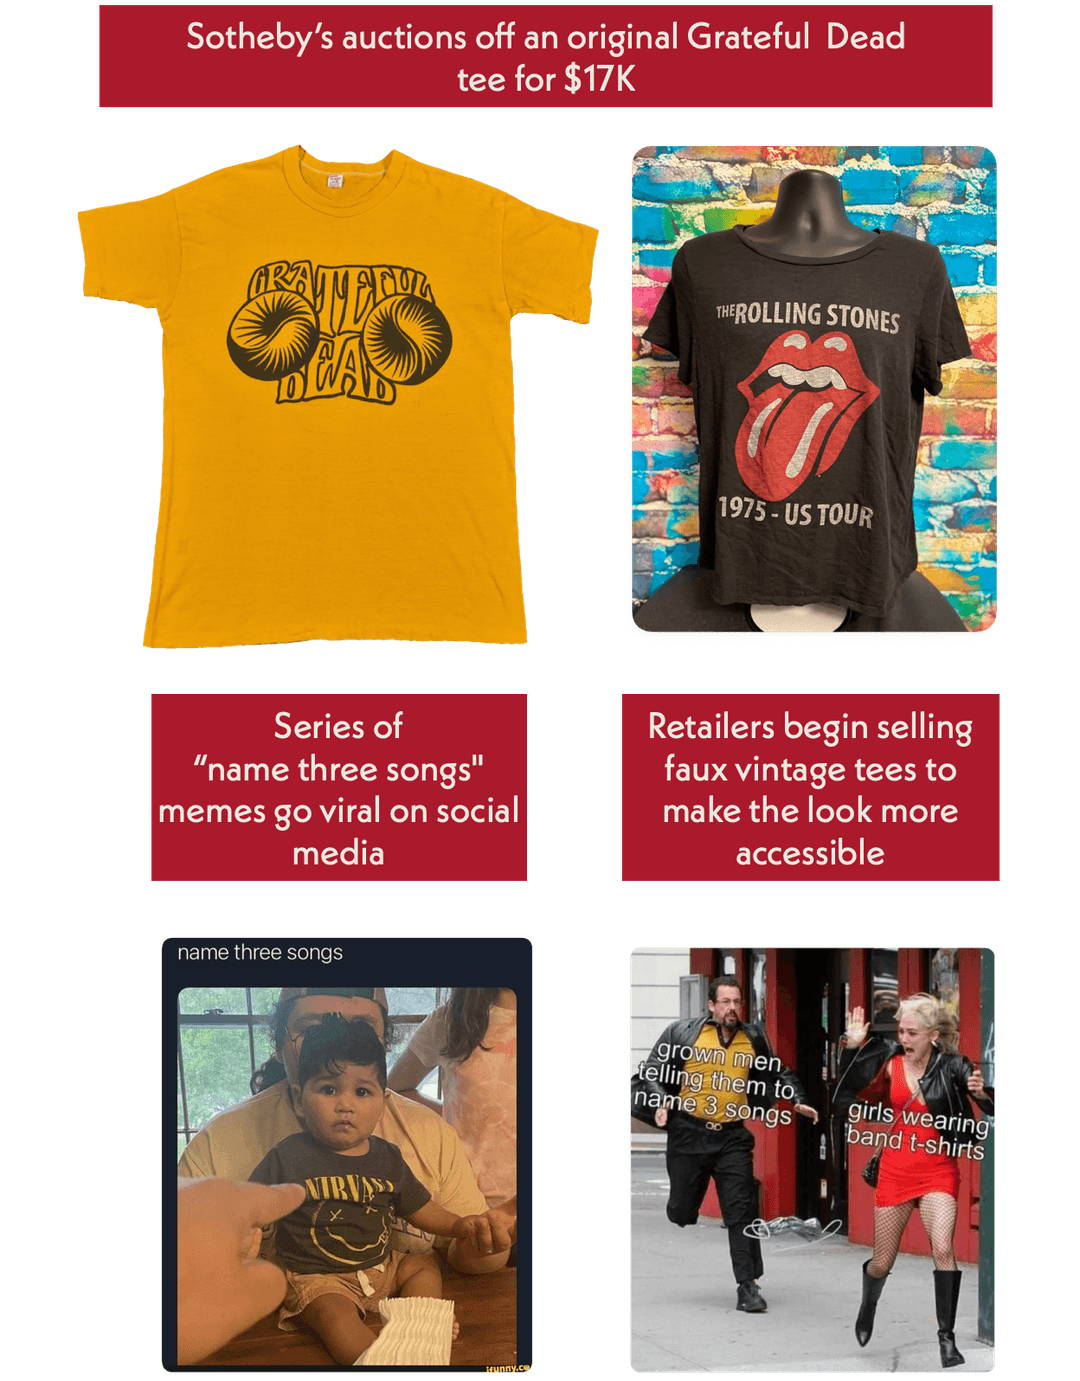 Sotheby’s auctions off an original Grateful Dead
tee for $17K
GRATEFUL
DEAD
THE ROLLING STONES
1975 - US TOUR
Series of
“name three songs"
memes go viral on social
media
Retailers begin selling
faux vintage tees to
make the look more
accessible
name three songs
NIRVANA
ifunny.co
grown men
telling them to
name 3 songs
girls wearing
band t-shirts